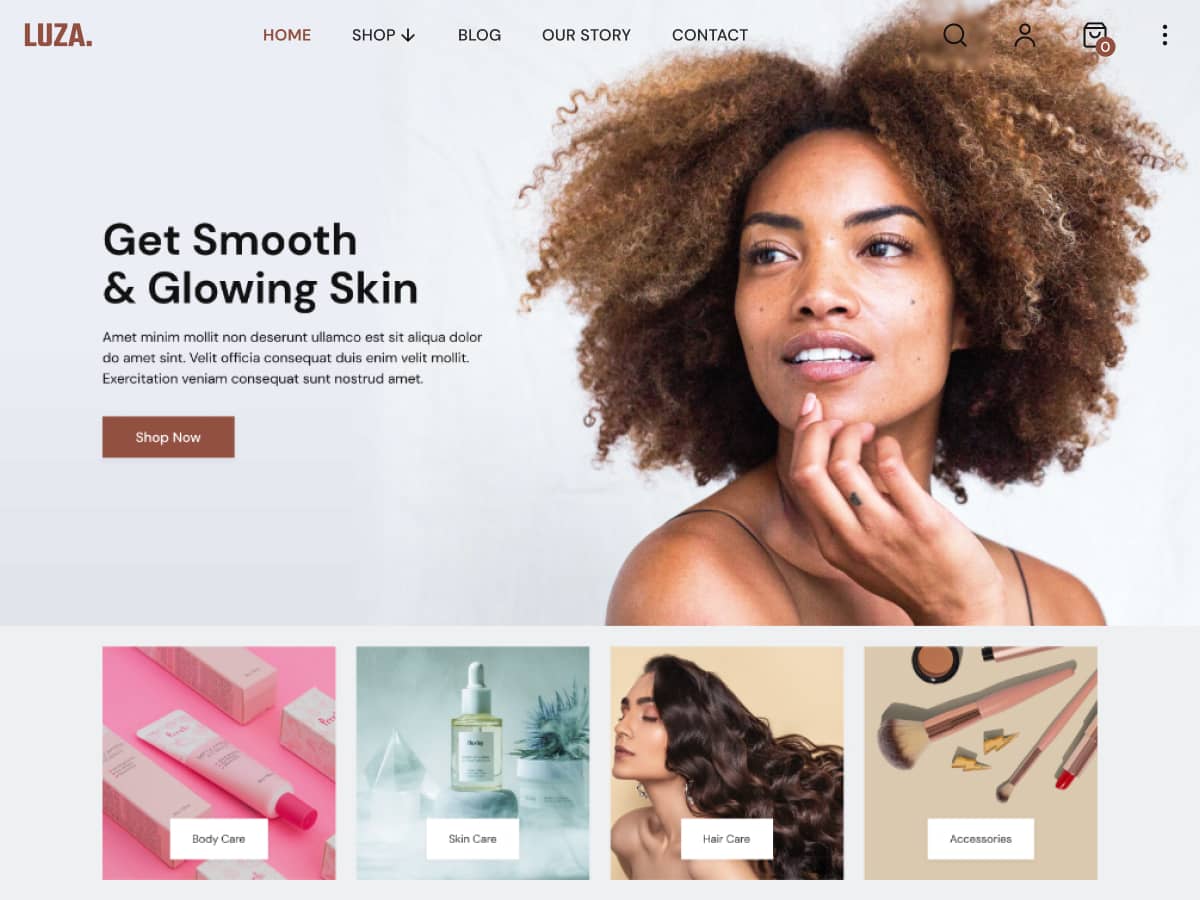 LUZA.
HOME
SHOP
BLOG
OUR STORY
CONTACT
0
Get Smooth
& Glowing Skin
Amet minim mollit non deserunt ullamco est sit aliqua dolor
do amet sint. Velit officia consequat duis enim velit mollit.
Exercitation veniam consequat sunt nostrud amet.
Shop Now
Body Care
Skin Care
Hair Care
Accessories